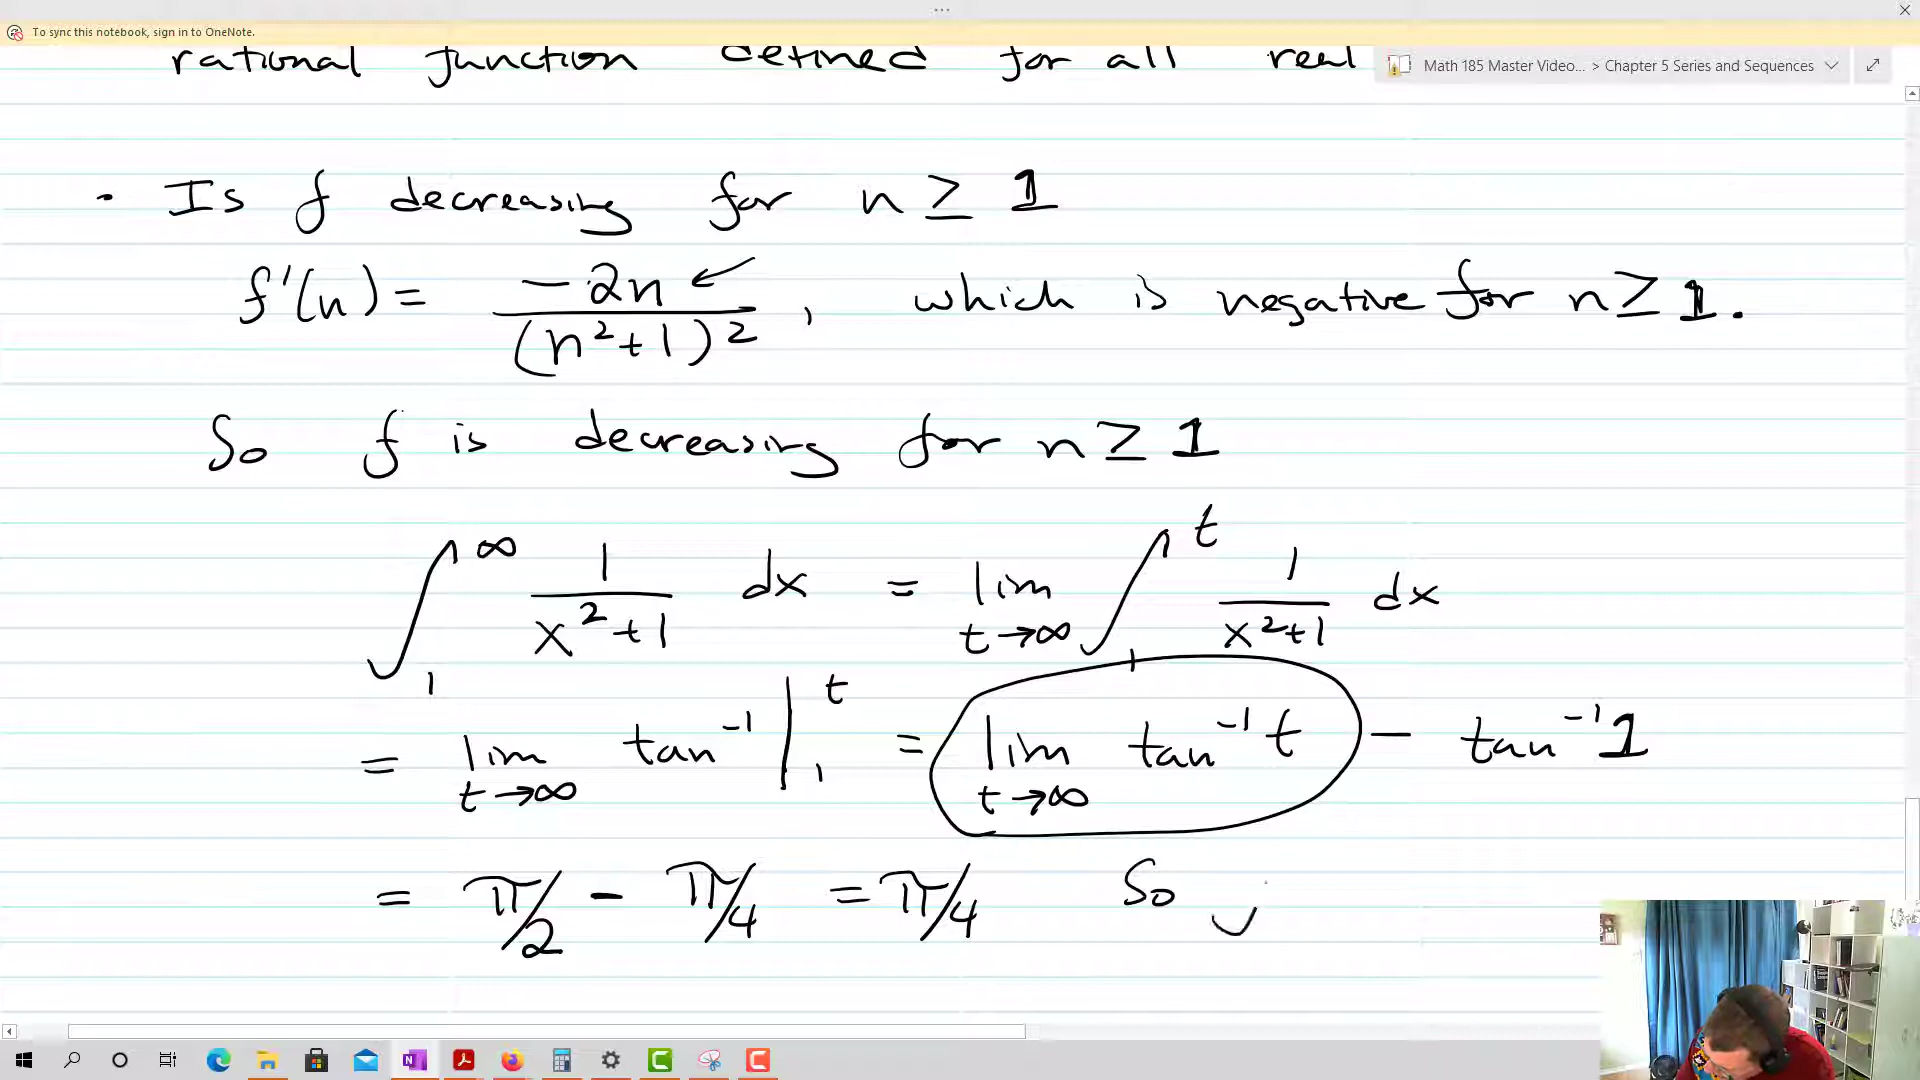 To sync this notebook, sign in to OneNote.
rational function defined for all real
Math 185 Master Video... > Chapter 5 Series and Sequences
• Is f decreasing for n ≥ 1
f'(n) = -2n / (n²+1)² , which is negative for n ≥ 1.
So f is decreasing for n ≥ 1
∫₁^∞ 1/(x²+1) dx = lim t→∞ ∫₁^t 1/(x²+1) dx
= lim t→∞ tan⁻¹ |₁^t = lim t→∞ tan⁻¹ t - tan⁻¹ 1
= π/2 - π/4 = π/4 So